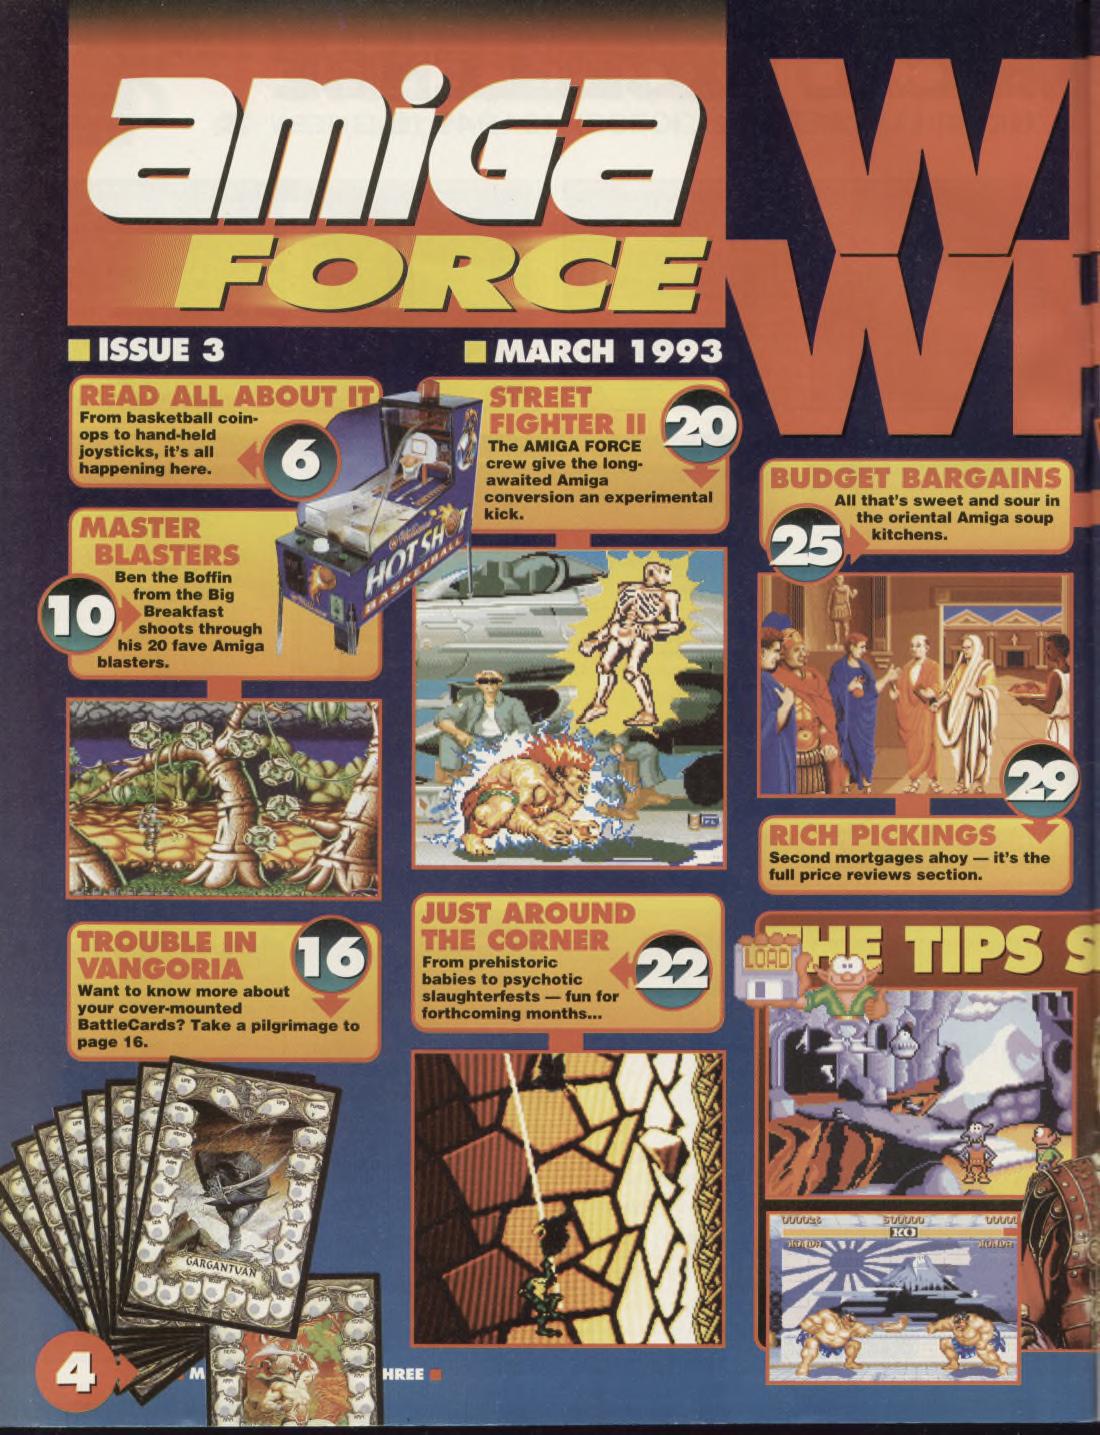 amiga
FORCE
ISSUE 3
MARCH 1993
READ ALL ABOUT IT
From basketball coin-
ops to hand-held
joysticks, it's all
happening here.
6
HOT SHOT
BASKETBALL
MASTER
BLASTERS
Ben the Boffin
from the Big
Breakfast
shoots through
his 20 fave Amiga
blasters.
10
TROUBLE IN
VANGORIA
Want to know more about
your cover-mounted
BattleCards? Take a pilgrimage to
page 16.
16
GARGANTUAN
STREET
FIGHTER II
The AMIGA FORCE
crew give the long-
awaited Amiga
conversion an experimental
kick.
20
JUST AROUND
THE CORNER
From prehistoric
babies to psychotic
slaughterfests — fun for
forthcoming months...
22
W
BUDGET BARGAINS
All that's sweet and sour in
the oriental Amiga soup
kitchens.
25
29
RICH PICKINGS
Second mortgages ahoy — it's the
full price reviews section.
LOAD
THE TIPS S
KO
4
M
HREE